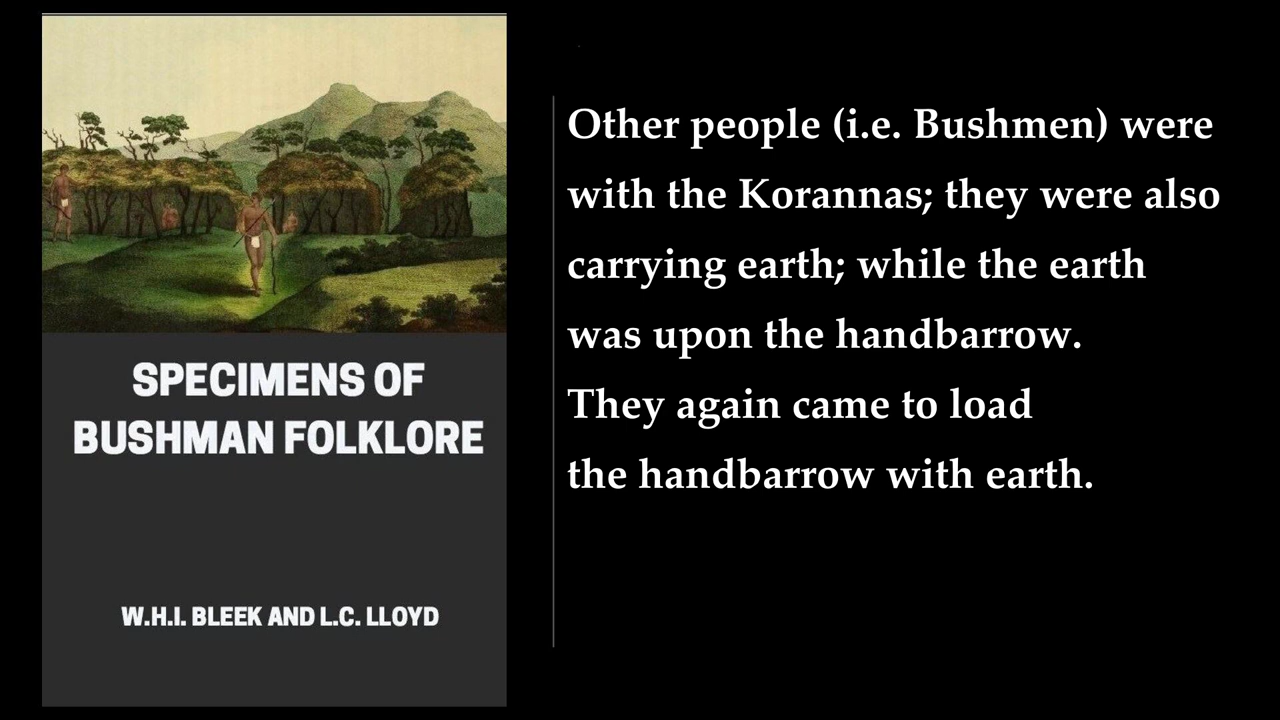 SPECIMENS OF
BUSHMAN FOLKLORE
W.H.I. BLEEK AND L.C. LLOYD
Other people (i.e. Bushmen) were
with the Korannas; they were also
carrying earth; while the earth
was upon the handbarrow.
They again came to load
the handbarrow with earth.